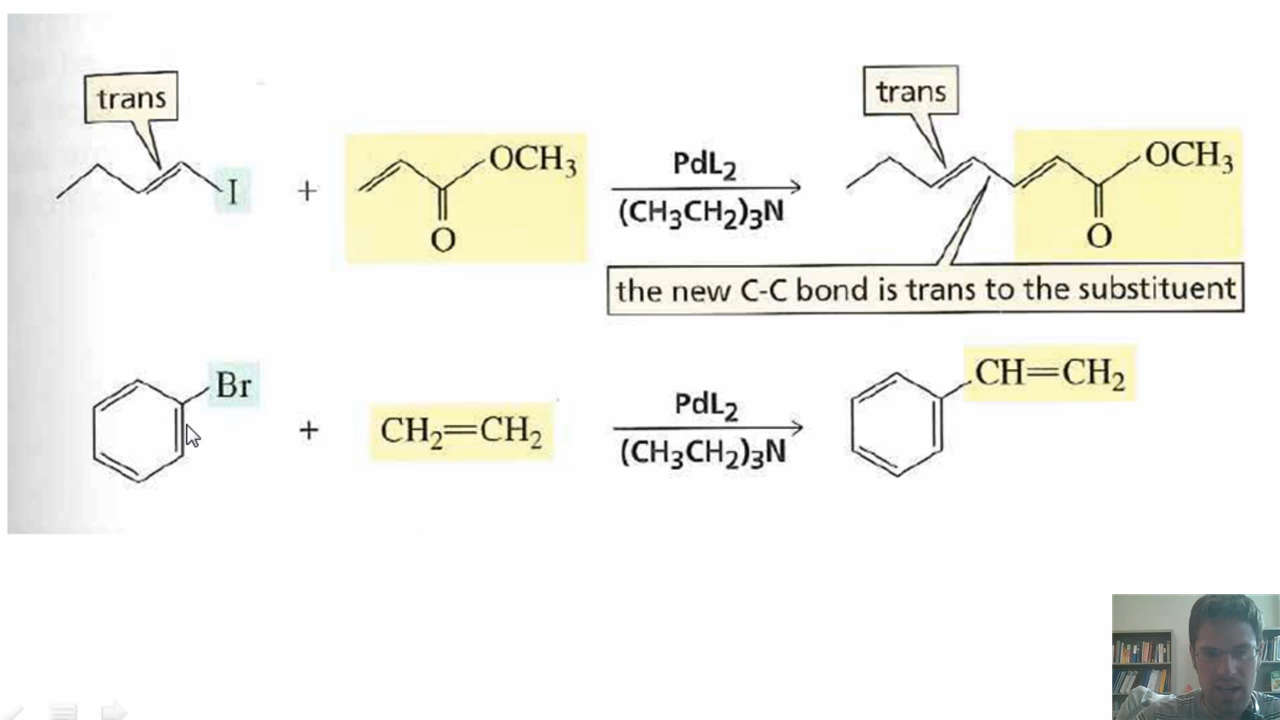 trans
I
+
OCH₃
O
PdL₂
(CH₃CH₂)₃N
trans
OCH₃
O
the new C-C bond is trans to the substituent
Br
+
CH₂=CH₂
PdL₂
(CH₃CH₂)₃N
CH=CH₂